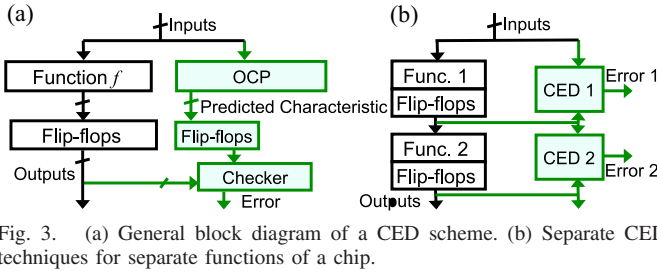 (a)
Inputs
Function f
OCP
Predicted Characteristic
Flip-flops
Flip-flops
Outputs
Checker
Error
(b)
Inputs
Func. 1
Flip-flops
CED 1
Error 1
Func. 2
Flip-flops
CED 2
Error 2
Outputs
Fig. 3. (a) General block diagram of a CED scheme. (b) Separate CED
techniques for separate functions of a chip.